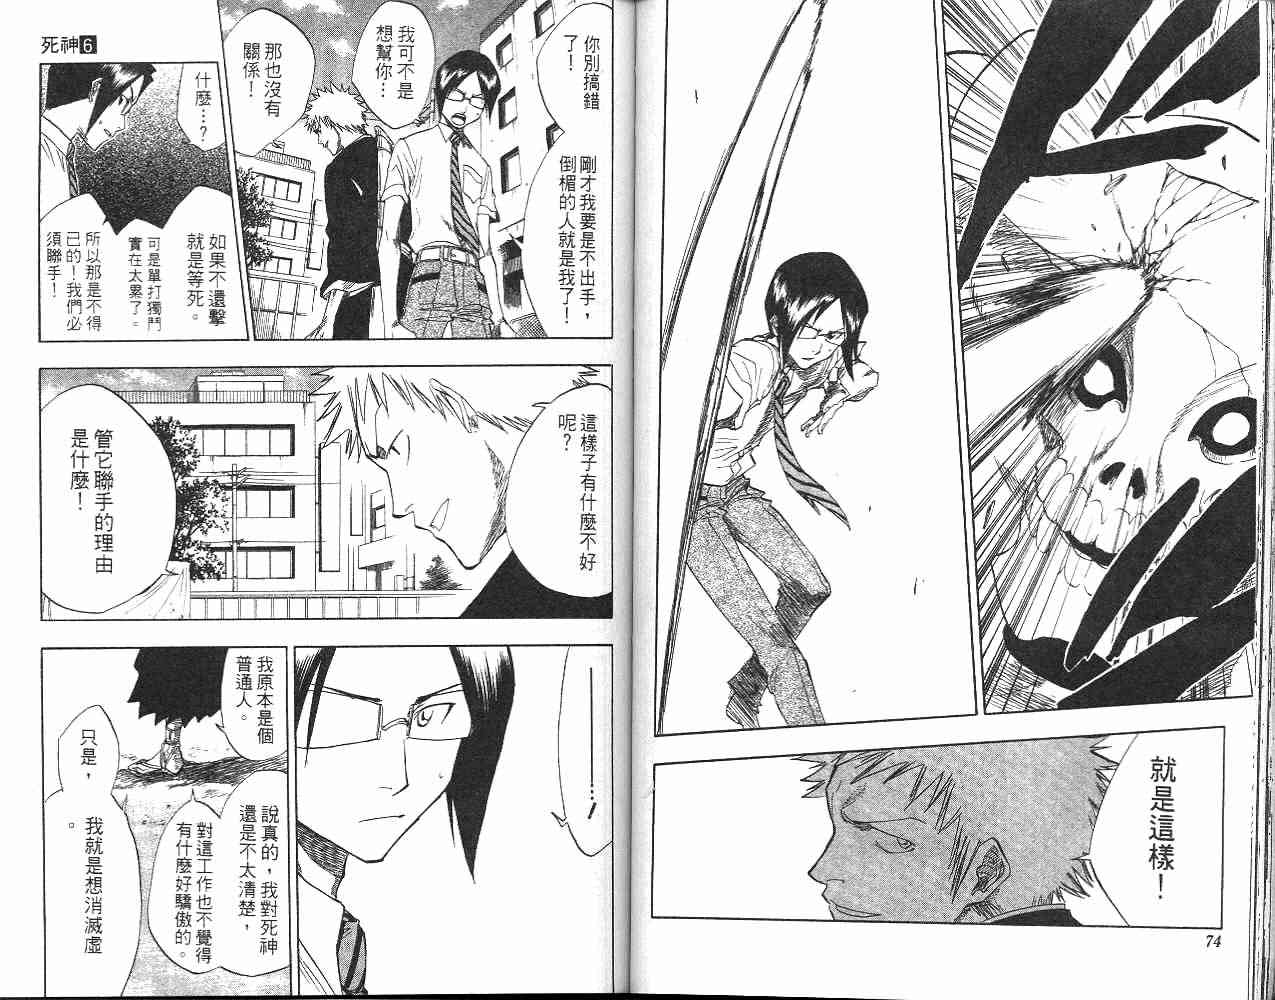 就是這樣！
74
死神6
你別搞錯
了！
剛才我要是不出手，
倒楣的人就是我了！
我可不是
想幫你…
那也沒有
關係！
什麼…？
如果不還擊
就是等死。
可是單打獨鬥
實在太累了。
所以那是不得
已的！我們必
須聯手！
這樣子有什麼不好
呢？
管它聯手的理由
是什麼！
我原本是個
普通人。
說真的，我對死神
還是不太清楚，
對這工作也不覺得
有什麼好驕傲的。
只是，
我就是想消滅虛
。